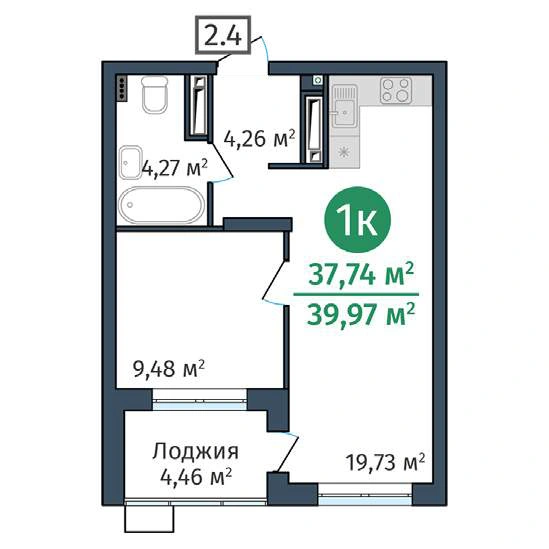 2.4
4,26 м²
4,27 м²
1к
37,74 м²
39,97 м²
9,48 м²
Лоджия
4,46 м²
19,73 м²